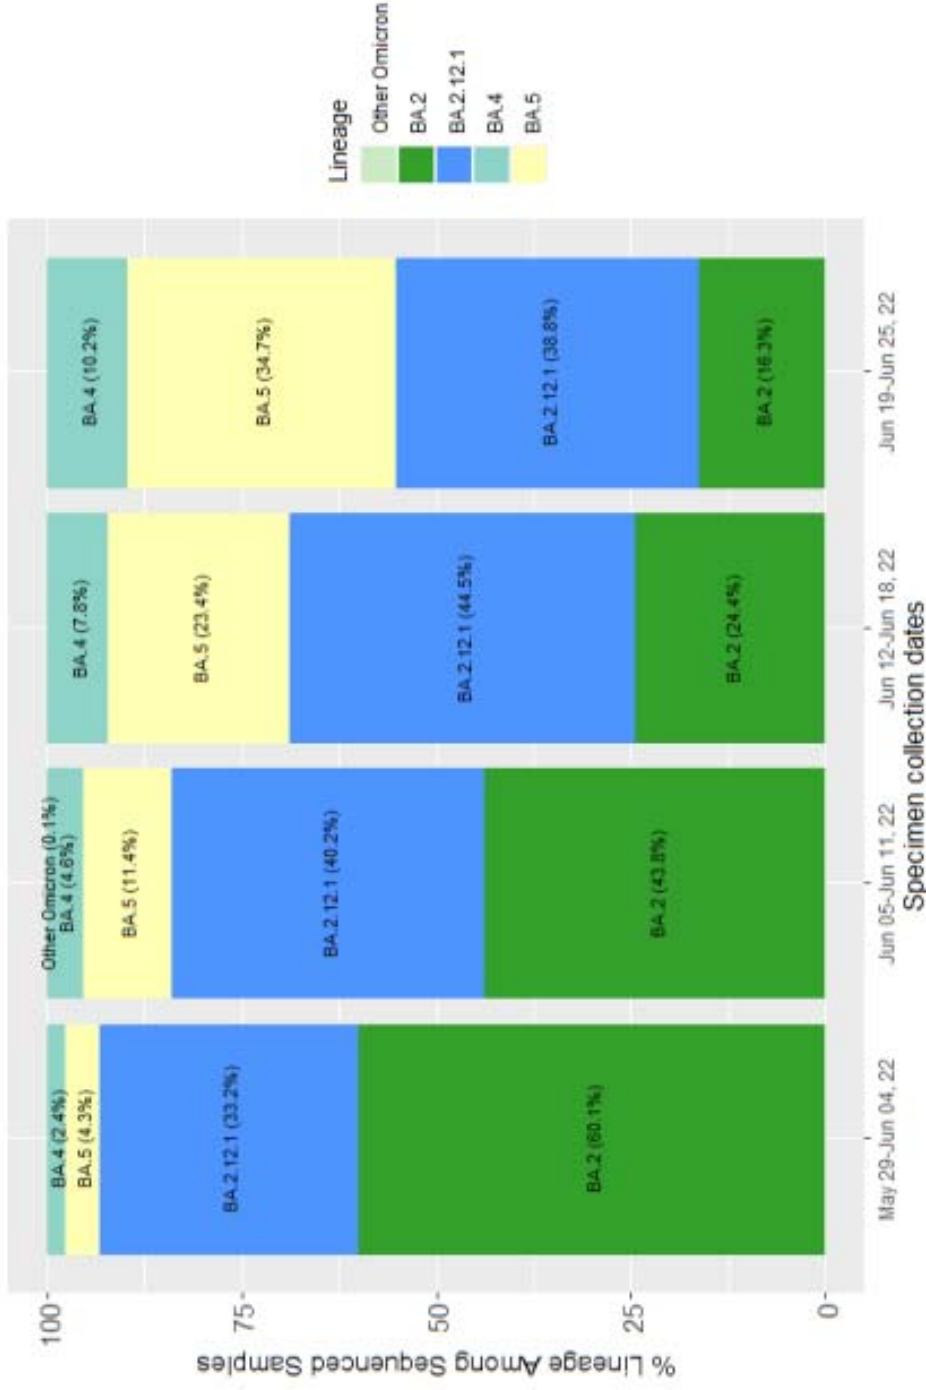 % Lineage Among Sequenced Samples
100
75
50
25
0
BA.4 (2.4%)
BA.5 (4.3%)
BA.2.12.1 (33.2%)
BA.2 (60.1%)
Other Omicron (0.1%)
BA.4 (4.6%)
BA.5 (11.4%)
BA.2.12.1 (40.2%)
BA.2 (43.8%)
BA.4 (7.8%)
BA.5 (23.4%)
BA.2.12.1 (44.5%)
BA.2 (24.4%)
BA.4 (10.2%)
BA.5 (34.7%)
BA.2.12.1 (38.8%)
BA.2 (16.3%)
May 29-Jun 04, 22
Jun 05-Jun 11, 22
Jun 12-Jun 18, 22
Jun 19-Jun 25, 22
Specimen collection dates
Lineage
Other Omicron
BA.2
BA.2.12.1
BA.4
BA.5